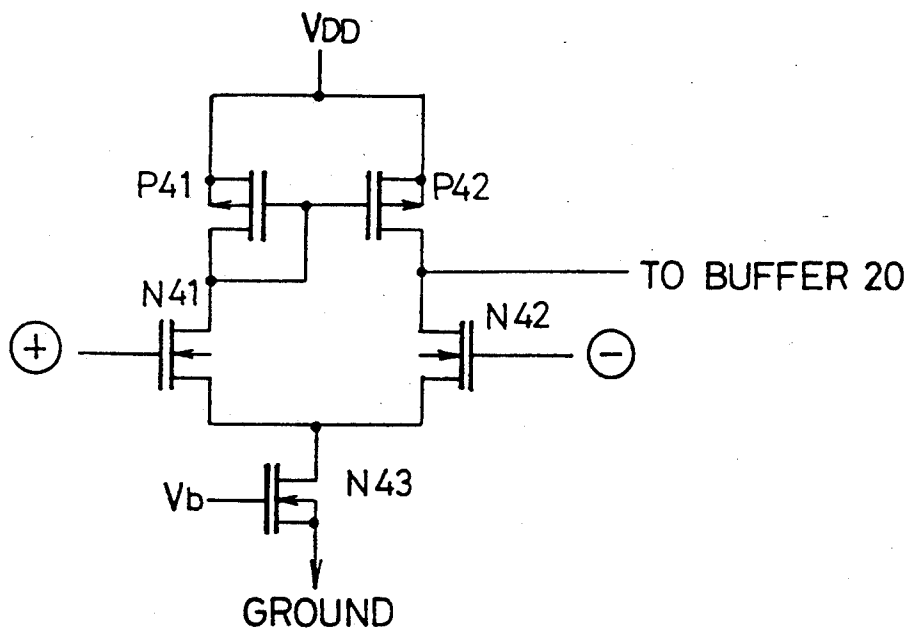 VDD
P41
P42
N41
TO BUFFER 20
N42
+
−
Vb
N43
GROUND